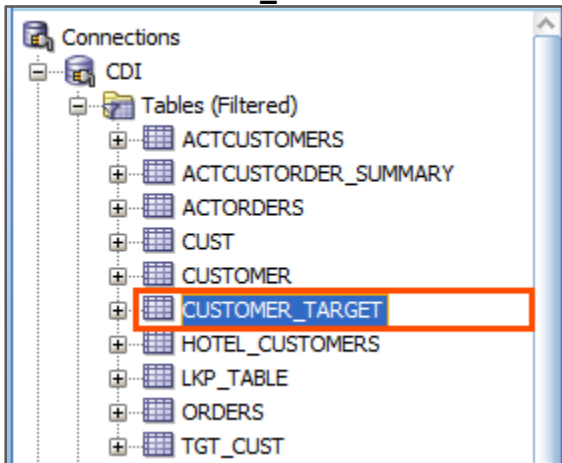 Connections
CDI
Tables (Filtered)
ACTCUSTOMERS
ACTCUSTORDER_SUMMARY
ACTORDERS
CUST
CUSTOMER
CUSTOMER_TARGET
HOTEL_CUSTOMERS
LKP_TABLE
ORDERS
TGT_CUST